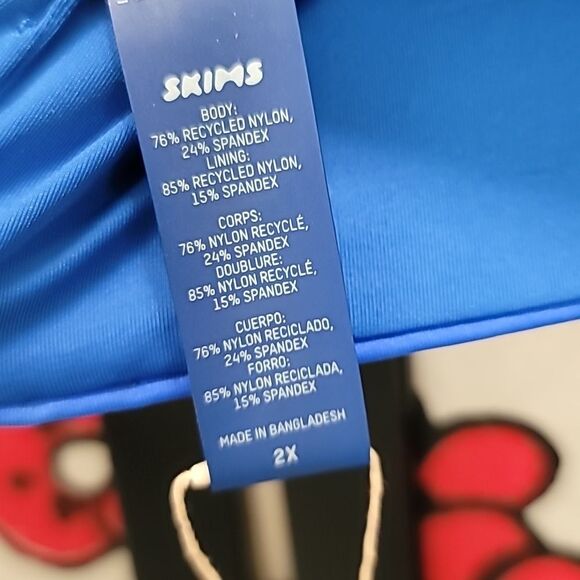 SKIMS
BODY:
76% RECYCLED NYLON,
24% SPANDEX
LINING:
85% RECYCLED NYLON,
15% SPANDEX
CORPS:
76% NYLON RECYCLÉ,
24% SPANDEX
DOUBLURE:
85% NYLON RECYCLÉ,
15% SPANDEX
CUERPO:
76% NYLON RECICLADO,
24% SPANDEX
FORRO:
85% NYLON RECICLADA,
15% SPANDEX
MADE IN BANGLADESH
2X